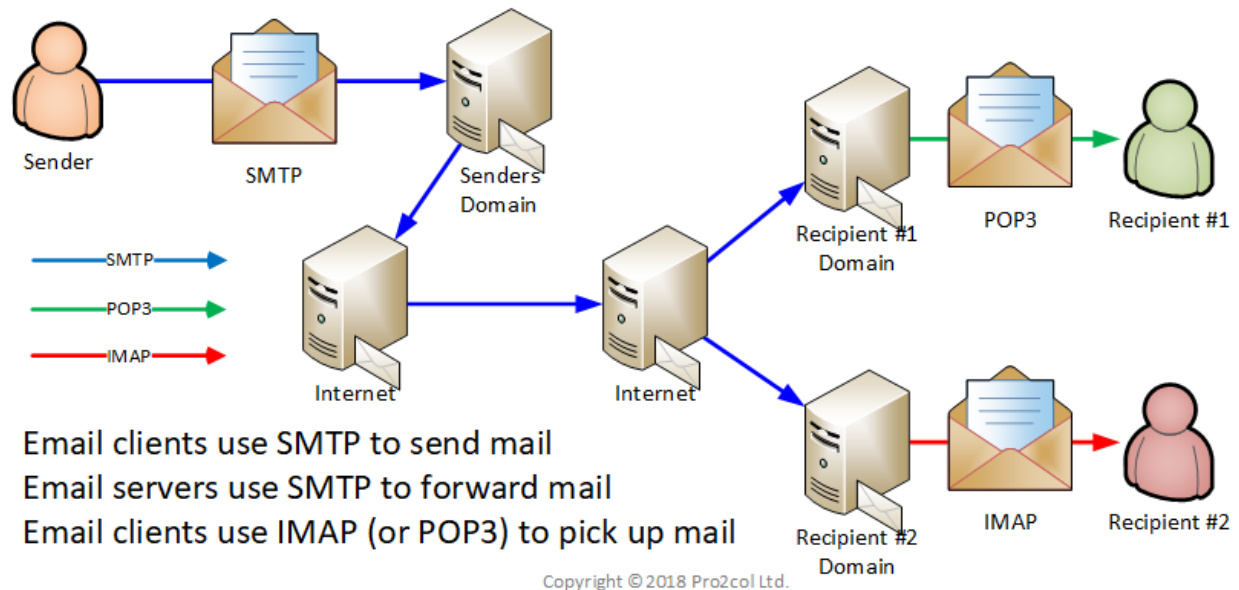 Sender
SMTP
Senders
Domain
SMTP
POP3
IMAP
Internet
Internet
Recipient #1
Domain
POP3
Recipient #1
Recipient #2
Domain
IMAP
Recipient #2
Email clients use SMTP to send mail
Email servers use SMTP to forward mail
Email clients use IMAP (or POP3) to pick up mail
Copyright © 2018 Pro2col Ltd.